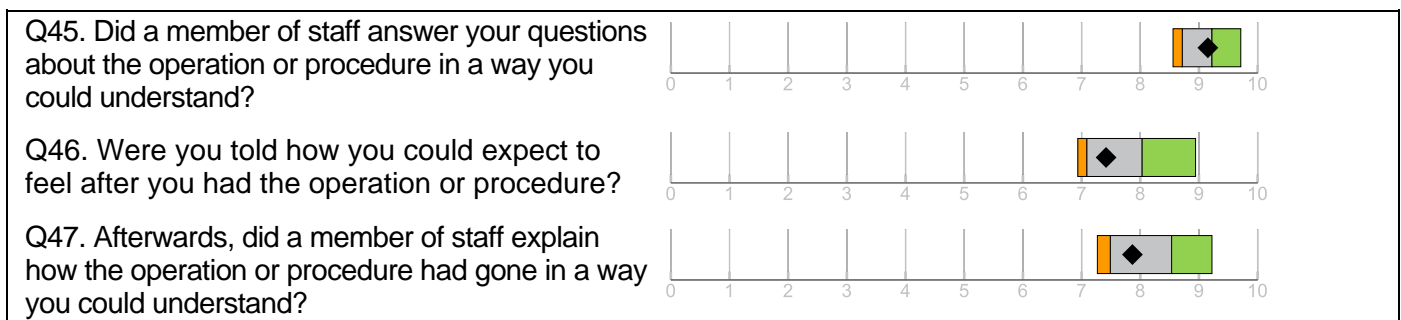 Q45. Did a member of staff answer your questions
about the operation or procedure in a way you
could understand?
0 1 2 3 4 5 6 7 8 9 10
Q46. Were you told how you could expect to
feel after you had the operation or procedure?
0 1 2 3 4 5 6 7 8 9 10
Q47. Afterwards, did a member of staff explain
how the operation or procedure had gone in a way
you could understand?
0 1 2 3 4 5 6 7 8 9 10